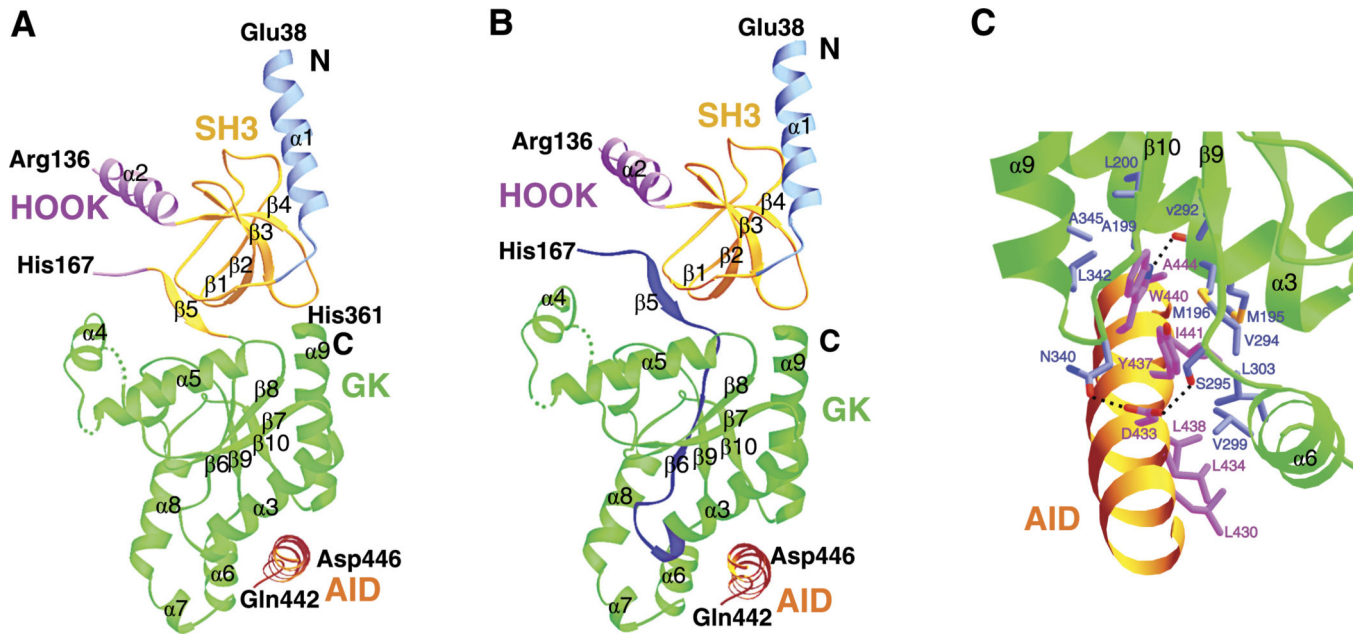 A
Glu38
N
SH3
α1
Arg136
α2
HOOK
β4
β3
β2
β1
His167
β5
His361
C
α4
α9
α5
GK
β8
β7
β10
β6
β9
α8
α3
α6
Asp446
Gln442
AID
α7
B
Glu38
N
SH3
α1
Arg136
α2
HOOK
β4
β3
β2
β1
His167
β5
C
α4
α9
α5
GK
β8
β7
β10
β6
β9
α8
α3
α6
Asp446
Gln442
AID
α7
C
β10
β9
α9
L200
A345
A199
v292
A444
α3
L342
W440
M196
M195
I441
V294
N340
Y437
L303
S295
D433
L438
V299
α6
L434
AID
L430